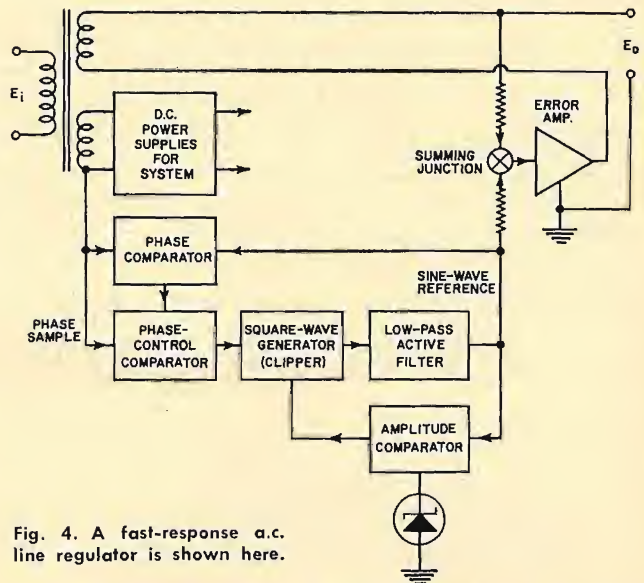 Ei
Eo
D.C.
POWER
SUPPLIES
FOR
SYSTEM
ERROR
AMP.
SUMMING
JUNCTION
PHASE
COMPARATOR
SINE-WAVE
REFERENCE
PHASE
SAMPLE
PHASE-
CONTROL
COMPARATOR
SQUARE-WAVE
GENERATOR
(CLIPPER)
LOW-PASS
ACTIVE
FILTER
AMPLITUDE
COMPARATOR
Fig. 4. A fast-response a.c.
line regulator is shown here.